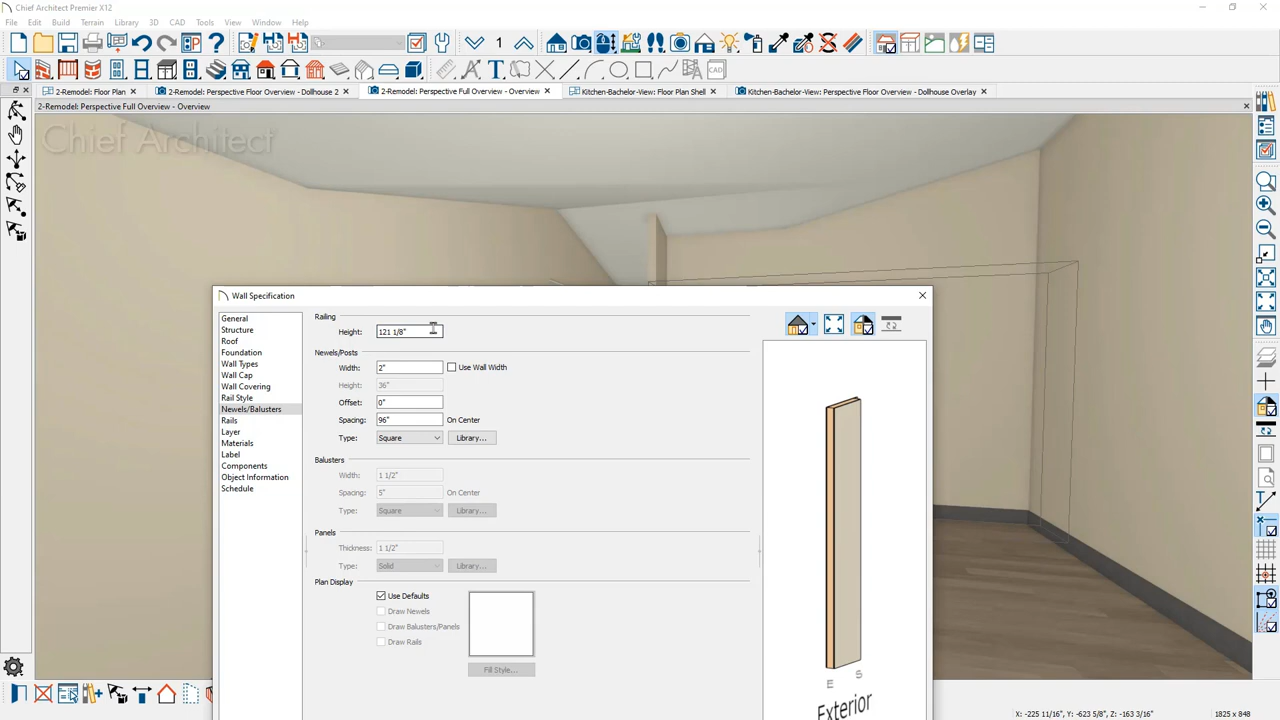 Chief Architect Premier X12
File Edit Build Terrain Library 3D CAD Tools View Window Help
1
CAD
2-Remodel: Floor Plan
2-Remodel: Perspective Floor Overview - Dollhouse 2
2-Remodel: Perspective Full Overview - Overview
Kitchen-Bachelor-View: Floor Plan Shell
Kitchen-Bachelor-View: Perspective Floor Overview - Dollhouse Overlay
2-Remodel: Perspective Full Overview - Overview
Chief Architect
Wall Specification
General
Structure
Roof
Foundation
Wall Types
Wall Cap
Wall Covering
Rail Style
Newels/Balusters
Rails
Layer
Materials
Label
Components
Object Information
Schedule
Railing
Height: 121 1/8"
Newels/Posts
Width: 2" Use Wall Width
Height: 36"
Offset: 0"
Spacing: 96" On Center
Type: Square Library...
Balusters
Width: 1 1/2"
Spacing: 5" On Center
Type: Square Library...
Panels
Thickness: 1 1/2"
Type: Solid Library...
Plan Display
Use Defaults
Draw Newels
Draw Balusters/Panels
Draw Rails
Fill Style...
E S
Exterior
X: -225 11/16", Y: -623 5/8", Z: -163 3/16"
1825 x 848